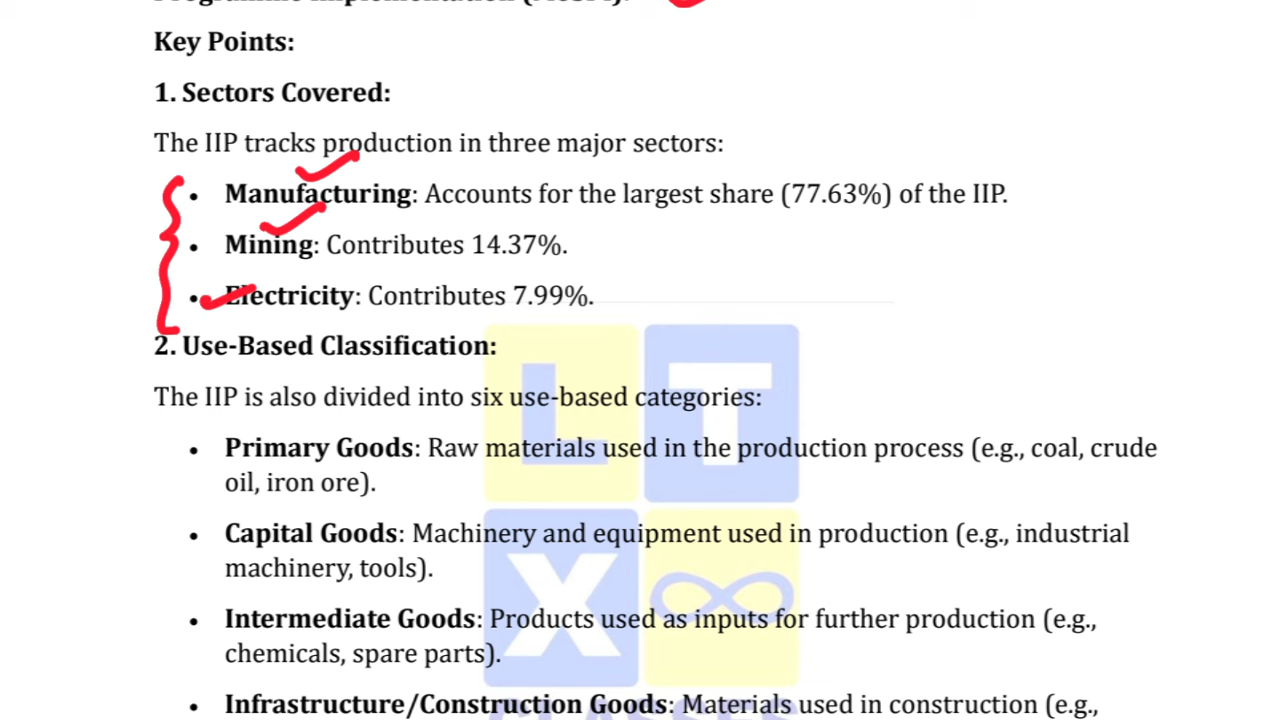 Programme Implementation (MoSPI).
Key Points:
1. Sectors Covered:
The IIP tracks production in three major sectors:
• Manufacturing: Accounts for the largest share (77.63%) of the IIP.
• Mining: Contributes 14.37%.
• Electricity: Contributes 7.99%.
2. Use-Based Classification:
The IIP is also divided into six use-based categories:
• Primary Goods: Raw materials used in the production process (e.g., coal, crude
oil, iron ore).
• Capital Goods: Machinery and equipment used in production (e.g., industrial
machinery, tools).
• Intermediate Goods: Products used as inputs for further production (e.g.,
chemicals, spare parts).
• Infrastructure/Construction Goods: Materials used in construction (e.g.,
L T
X ∞
CLASSES